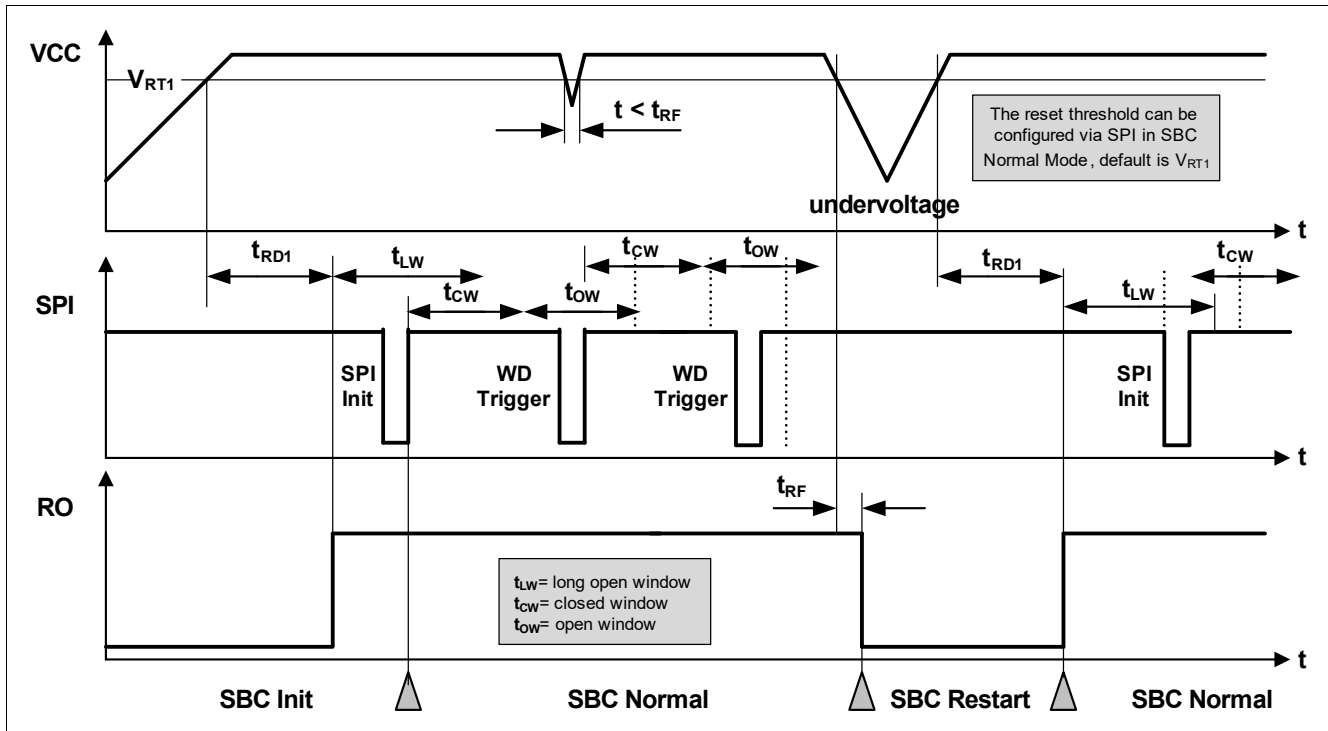 VCC
VRT1
t < tRF
The reset threshold can be
configured via SPI in SBC
Normal Mode, default is VRT1
undervoltage
t
tRD1
tLW
tCW
tOW
tCW
tOW
tRD1
tLW
tCW
SPI
SPI
Init
WD
Trigger
WD
Trigger
SPI
Init
t
RO
tRF
tLW= long open window
tCW= closed window
tOW= open window
t
SBC Init
SBC Normal
SBC Restart
SBC Normal